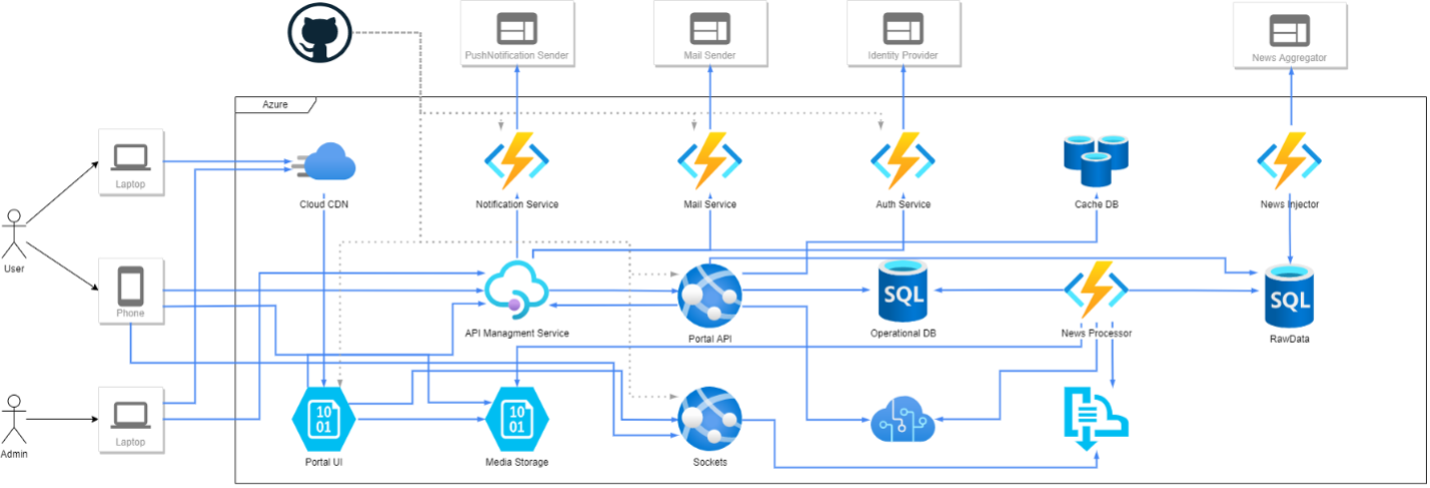 PushNotification Sender
Mail Sender
Identity Provider
News Aggregator
Azure
Laptop
Cloud CDN
Notification Service
Mail Service
Auth Service
Cache DB
News Injector
User
Phone
API Managment Service
Portal API
SQL
Operational DB
News Processor
SQL
RawData
Admin
Laptop
10
01
Portal UI
10
01
Media Storage
Sockets